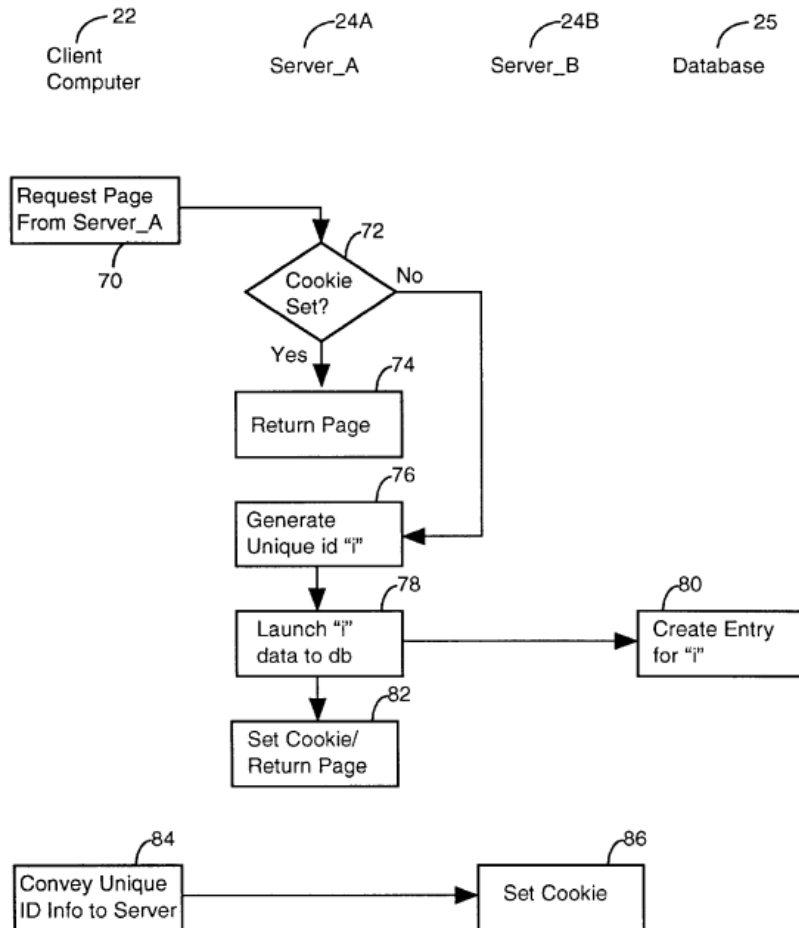 22
24A
24B
25
Client
Computer
Server_A
Server_B
Database
Request Page
From Server_A
70
72
Cookie
Set?
No
Yes
74
Return Page
76
Generate
Unique id “i”
78
Launch “i”
data to db
80
Create Entry
for “i”
82
Set Cookie/
Return Page
84
Convey Unique
ID Info to Server
86
Set Cookie